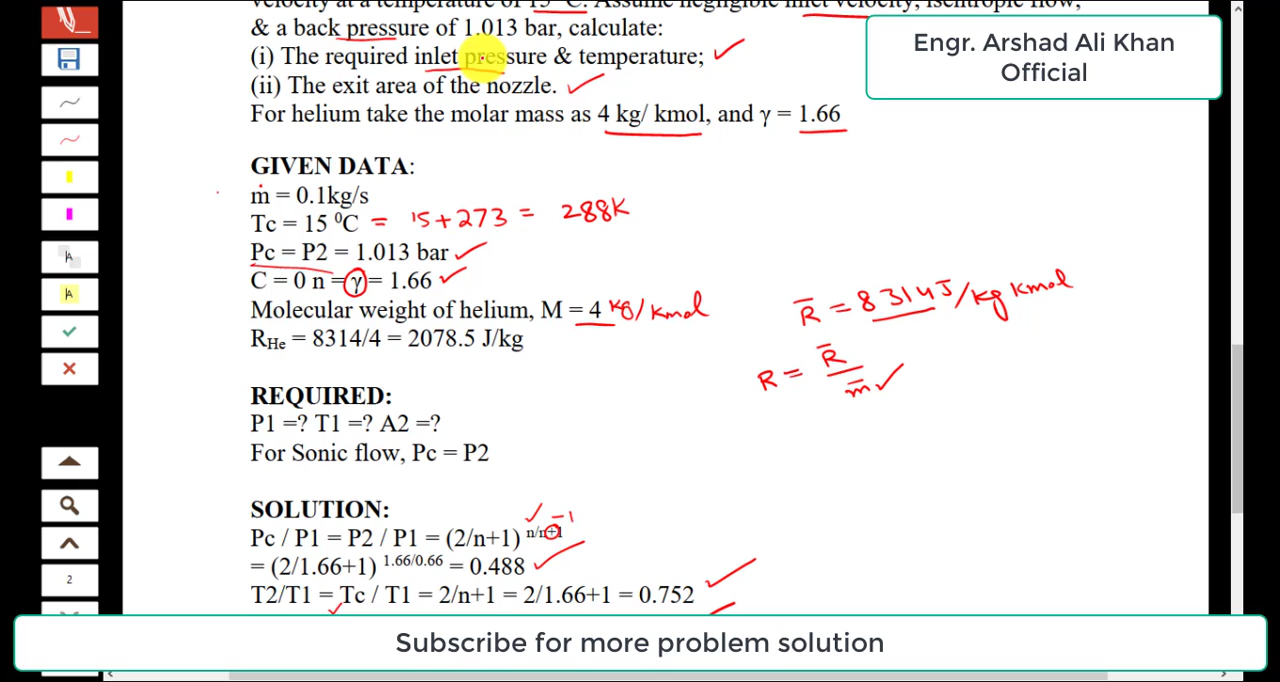 & a back pressure of 1.013 bar, calculate:
(i) The required inlet pressure & temperature;
(ii) The exit area of the nozzle.
For helium take the molar mass as 4 kg/ kmol, and γ = 1.66
Engr. Arshad Ali Khan
Official
GIVEN DATA:
ṁ = 0.1kg/s
Tc = 15 ⁰C = 15+273 = 288K
Pc = P2 = 1.013 bar
C = 0 n = γ = 1.66
Molecular weight of helium, M = 4 kg/kmol
R̅ = 8314J/kg kmol
R_He = 8314/4 = 2078.5 J/kg
R = R̅/m̅
REQUIRED:
P1 =? T1 =? A2 =?
For Sonic flow, Pc = P2
SOLUTION:
-1
Pc / P1 = P2 / P1 = (2/n+1) n/n+1
= (2/1.66+1) 1.66/0.66 = 0.488
T2/T1 = Tc / T1 = 2/n+1 = 2/1.66+1 = 0.752
Subscribe for more problem solution
2